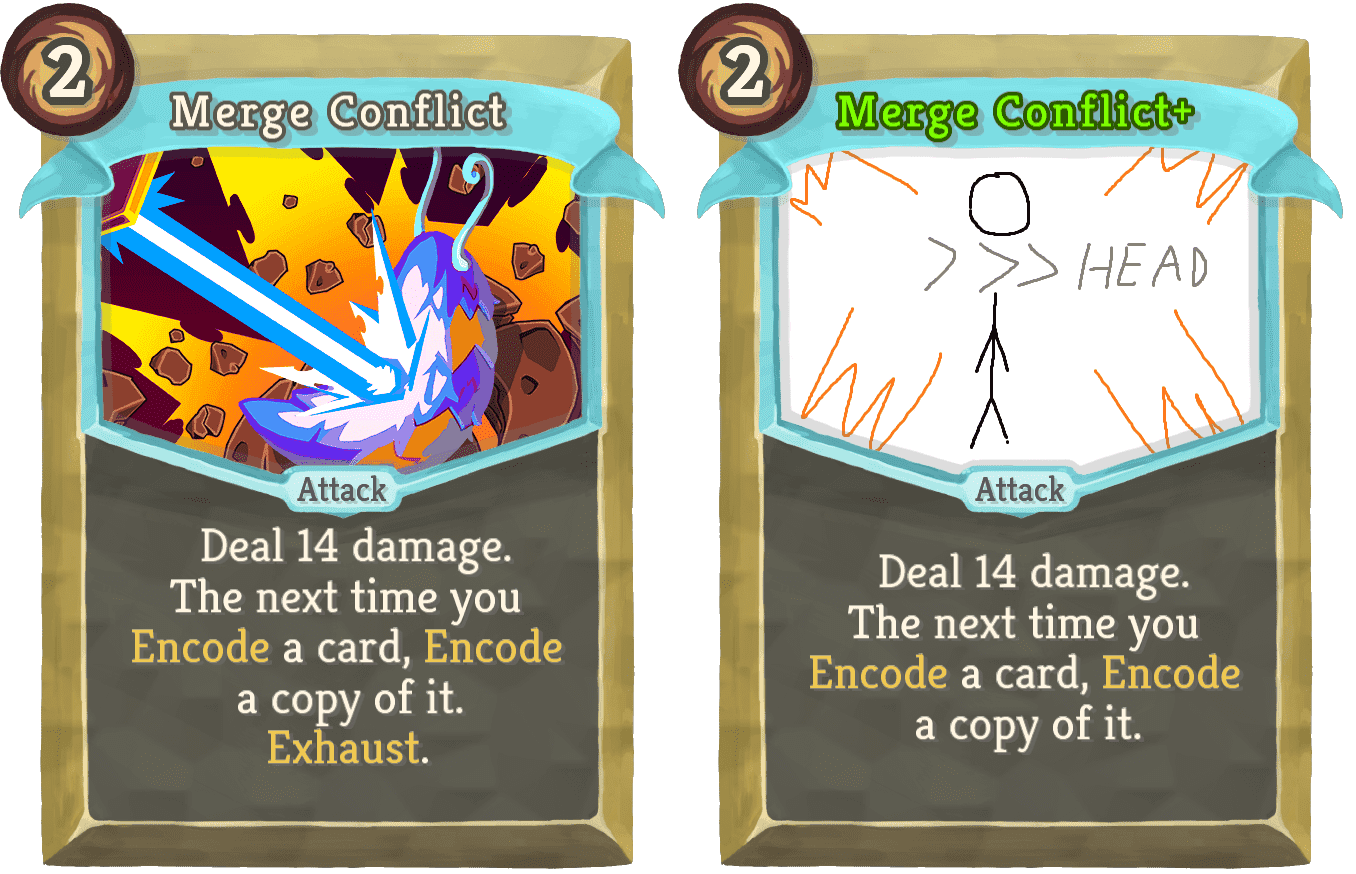 2
Merge Conflict
Attack
Deal 14 damage.
The next time you
Encode a card, Encode
a copy of it.
Exhaust.
2
Merge Conflict+
>>> HEAD
Attack
Deal 14 damage.
The next time you
Encode a card, Encode
a copy of it.